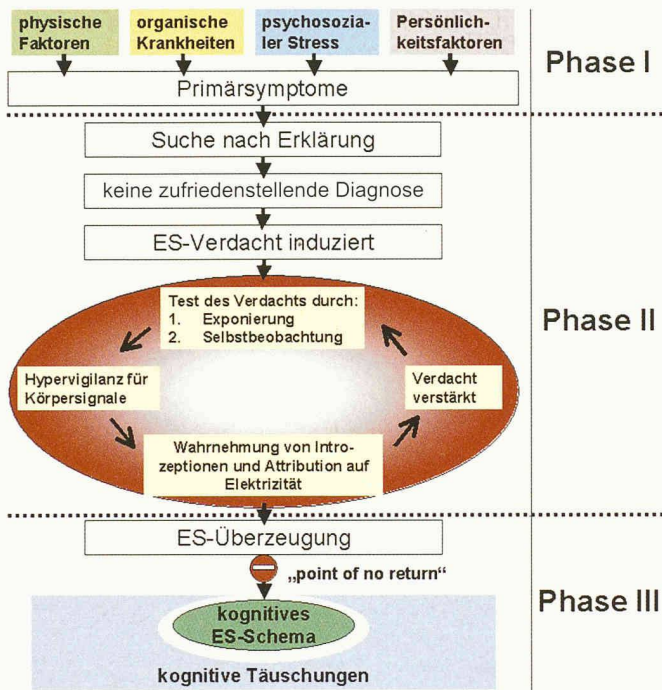 physische
Faktoren
organische
Krankheiten
psychosozia-
ler Stress
Persönlich-
keitsfaktoren
Phase I
Primärsymptome
Suche nach Erklärung
keine zufriedenstellende Diagnose
ES-Verdacht induziert
Phase II
Test des Verdachts durch:
1. Exponierung
2. Selbstbeobachtung
Hypervigilanz für
Körpersignale
Verdacht
verstärkt
Wahrnehmung von Intro-
zeptionen und Attribution auf
Elektrizität
ES-Überzeugung
„point of no return“
Phase III
kognitives
ES-Schema
kognitive Täuschungen